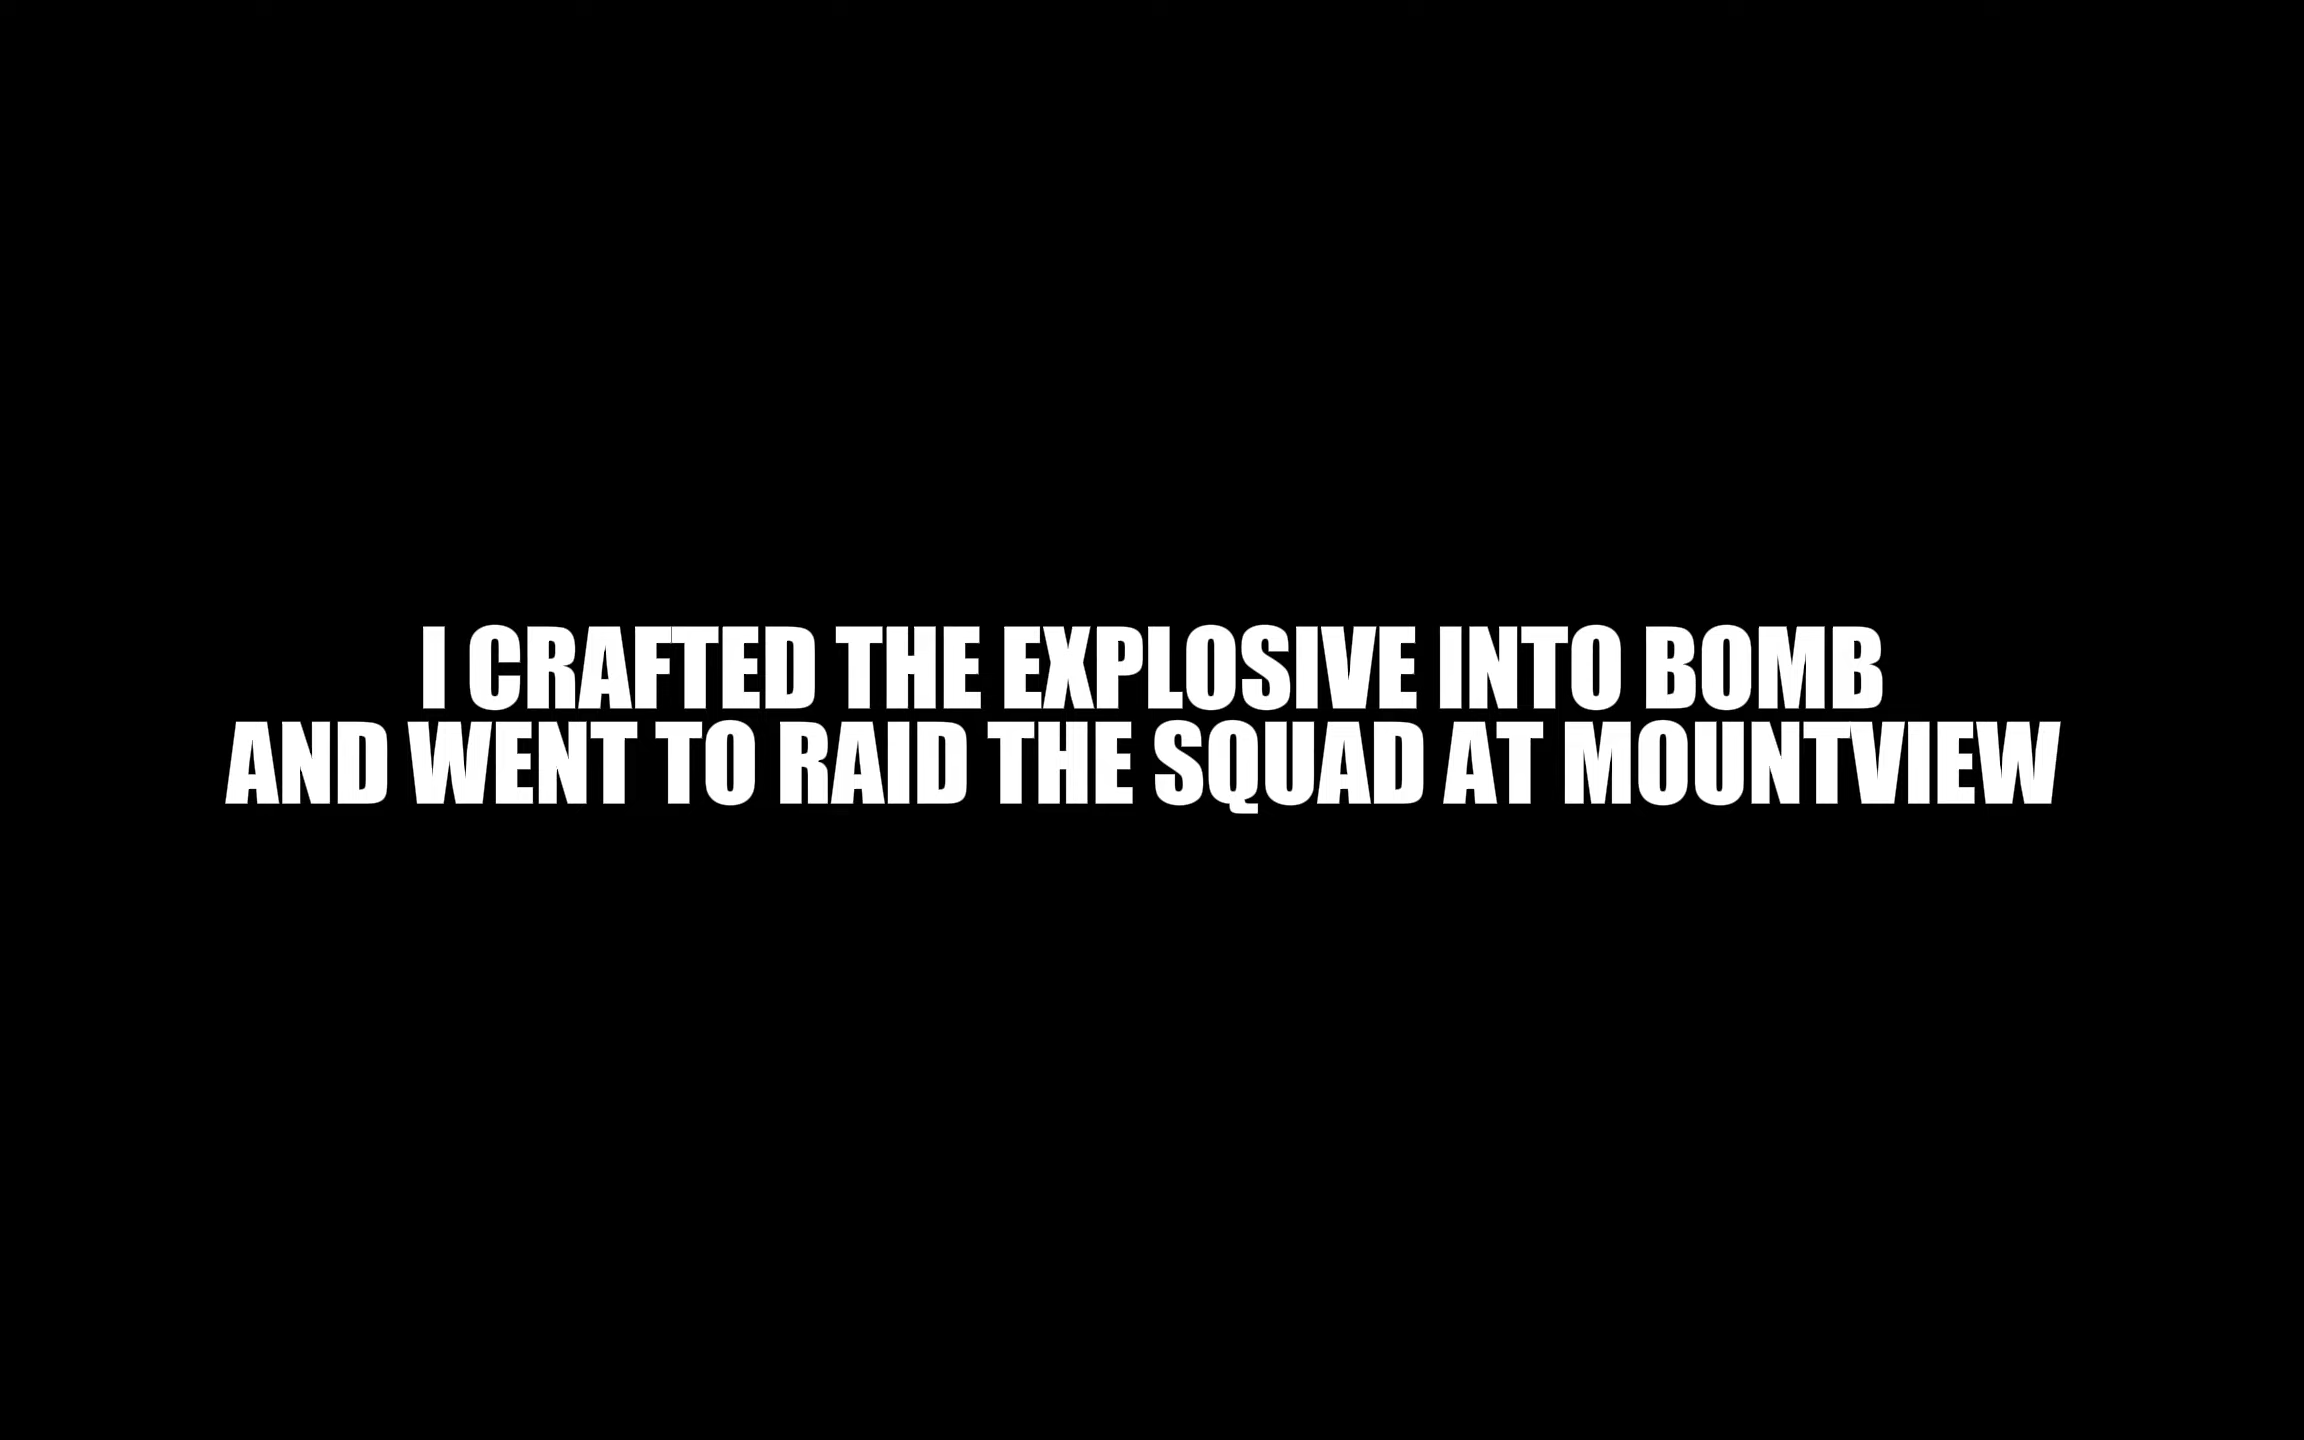 I CRAFTED THE EXPLOSIVE INTO BOMB
AND WENT TO RAID THE SQUAD AT MOUNTVIEW